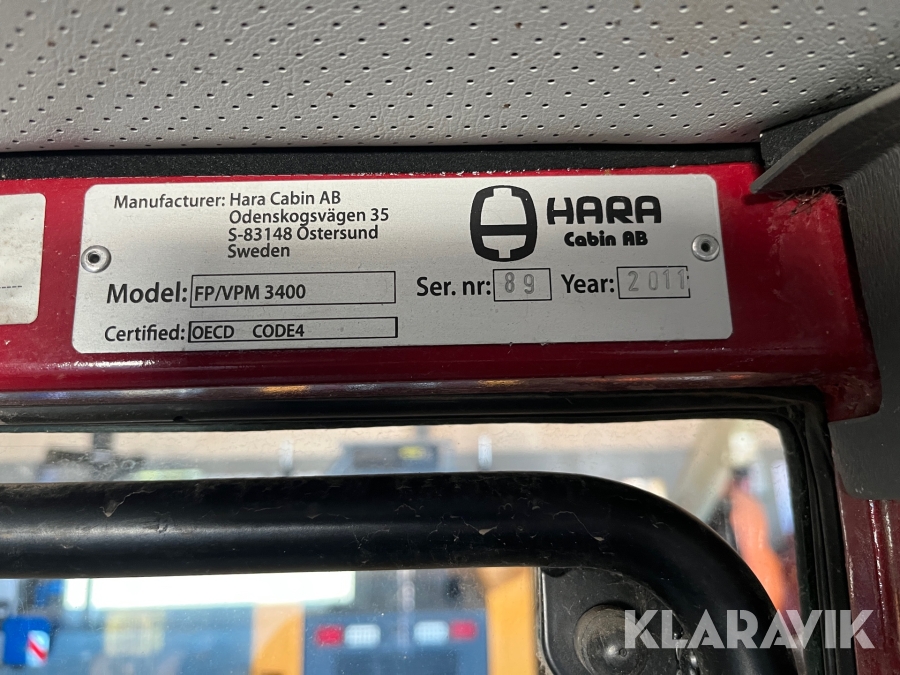 Manufacturer: Hara Cabin AB
Odenskogsvägen 35
S-83148 Östersund
Sweden
HARA
Cabin AB
Model: FP/VPM 3400
Ser. nr: 89
Year: 2011
Certified: OECD CODE4
KLARAVIK